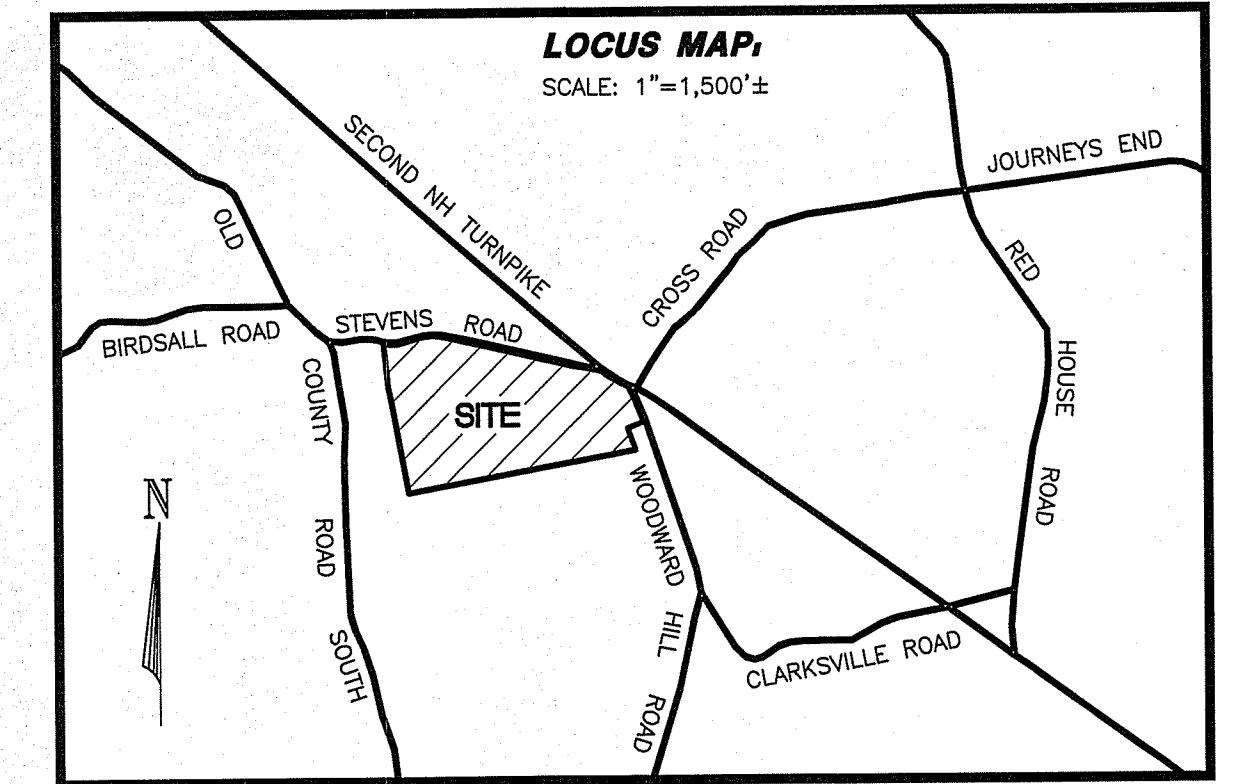 LOCUS MAP
SCALE: 1"=1,500'±
SECOND NH TURNPIKE
JOURNEYS END
OLD
CROSS ROAD
RED
BIRDSALL ROAD
STEVENS ROAD
COUNTY
SITE
HOUSE
N
WOODWARD
ROAD
ROAD
HILL
SOUTH
CLARKSVILLE ROAD
ROAD